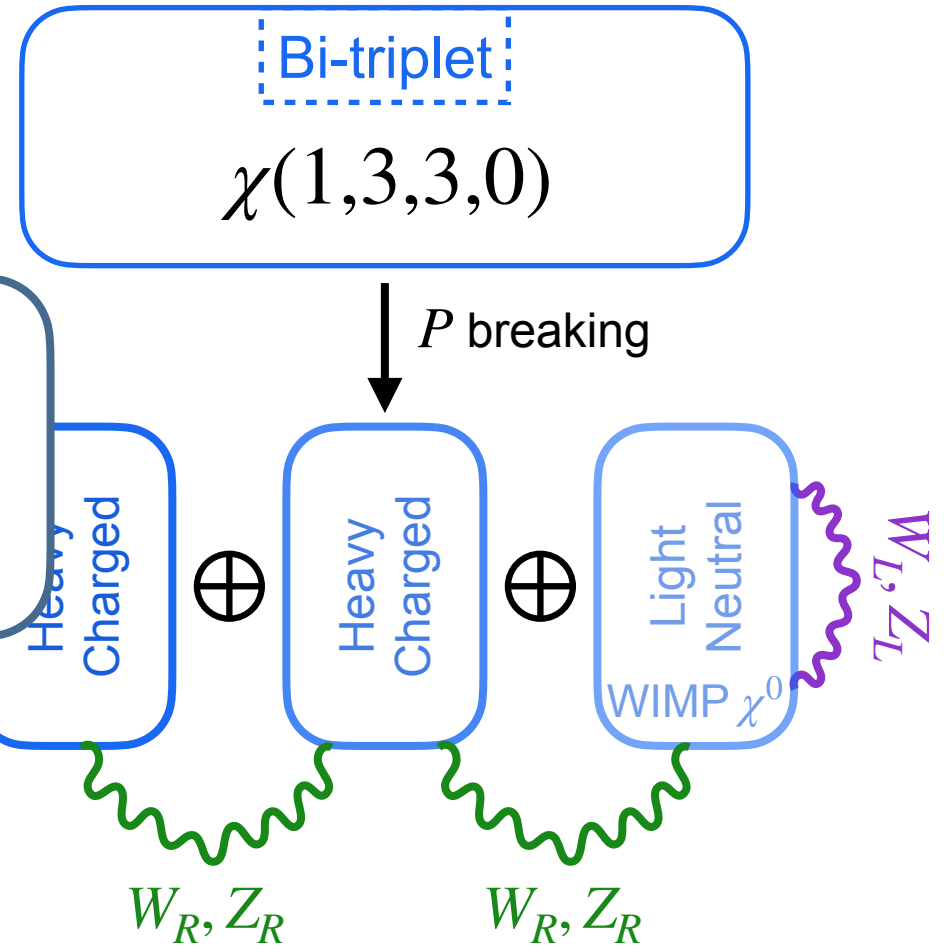 Bi-triplet
χ(1,3,3,0)
P breaking
Heavy
Charged
Heavy
Charged
Light
Neutral
WIMP χ⁰
W_L, Z_L
W_R, Z_R
W_R, Z_R